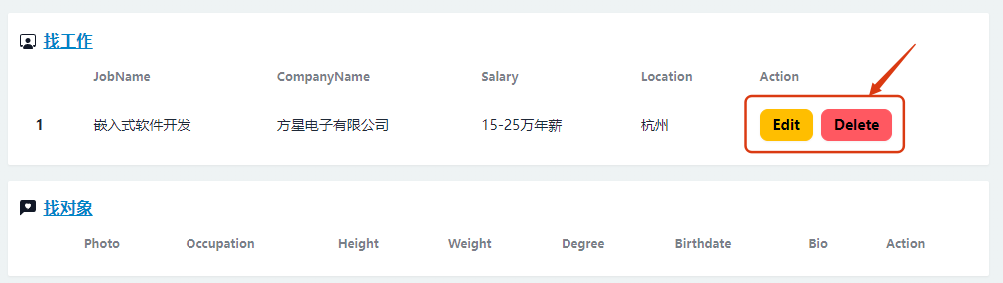 找工作
JobName CompanyName Salary Location Action
1 嵌入式软件开发 方星电子有限公司 15-25万年薪 杭州 Edit Delete
找对象
Photo Occupation Height Weight Degree Birthdate Bio Action